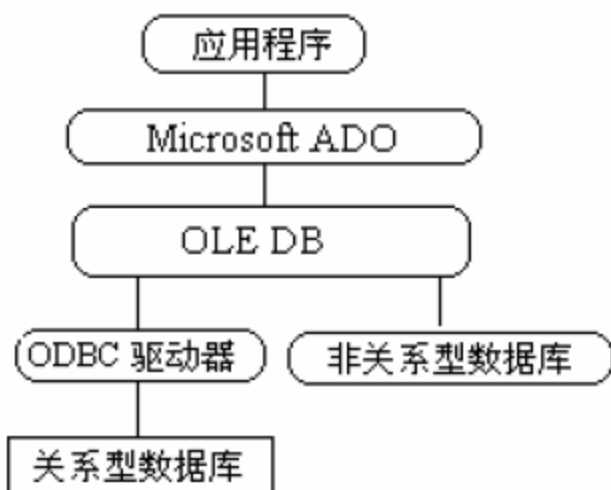 应用程序
Microsoft ADO
OLE DB
ODBC 驱动器
非关系型数据库
关系型数据库